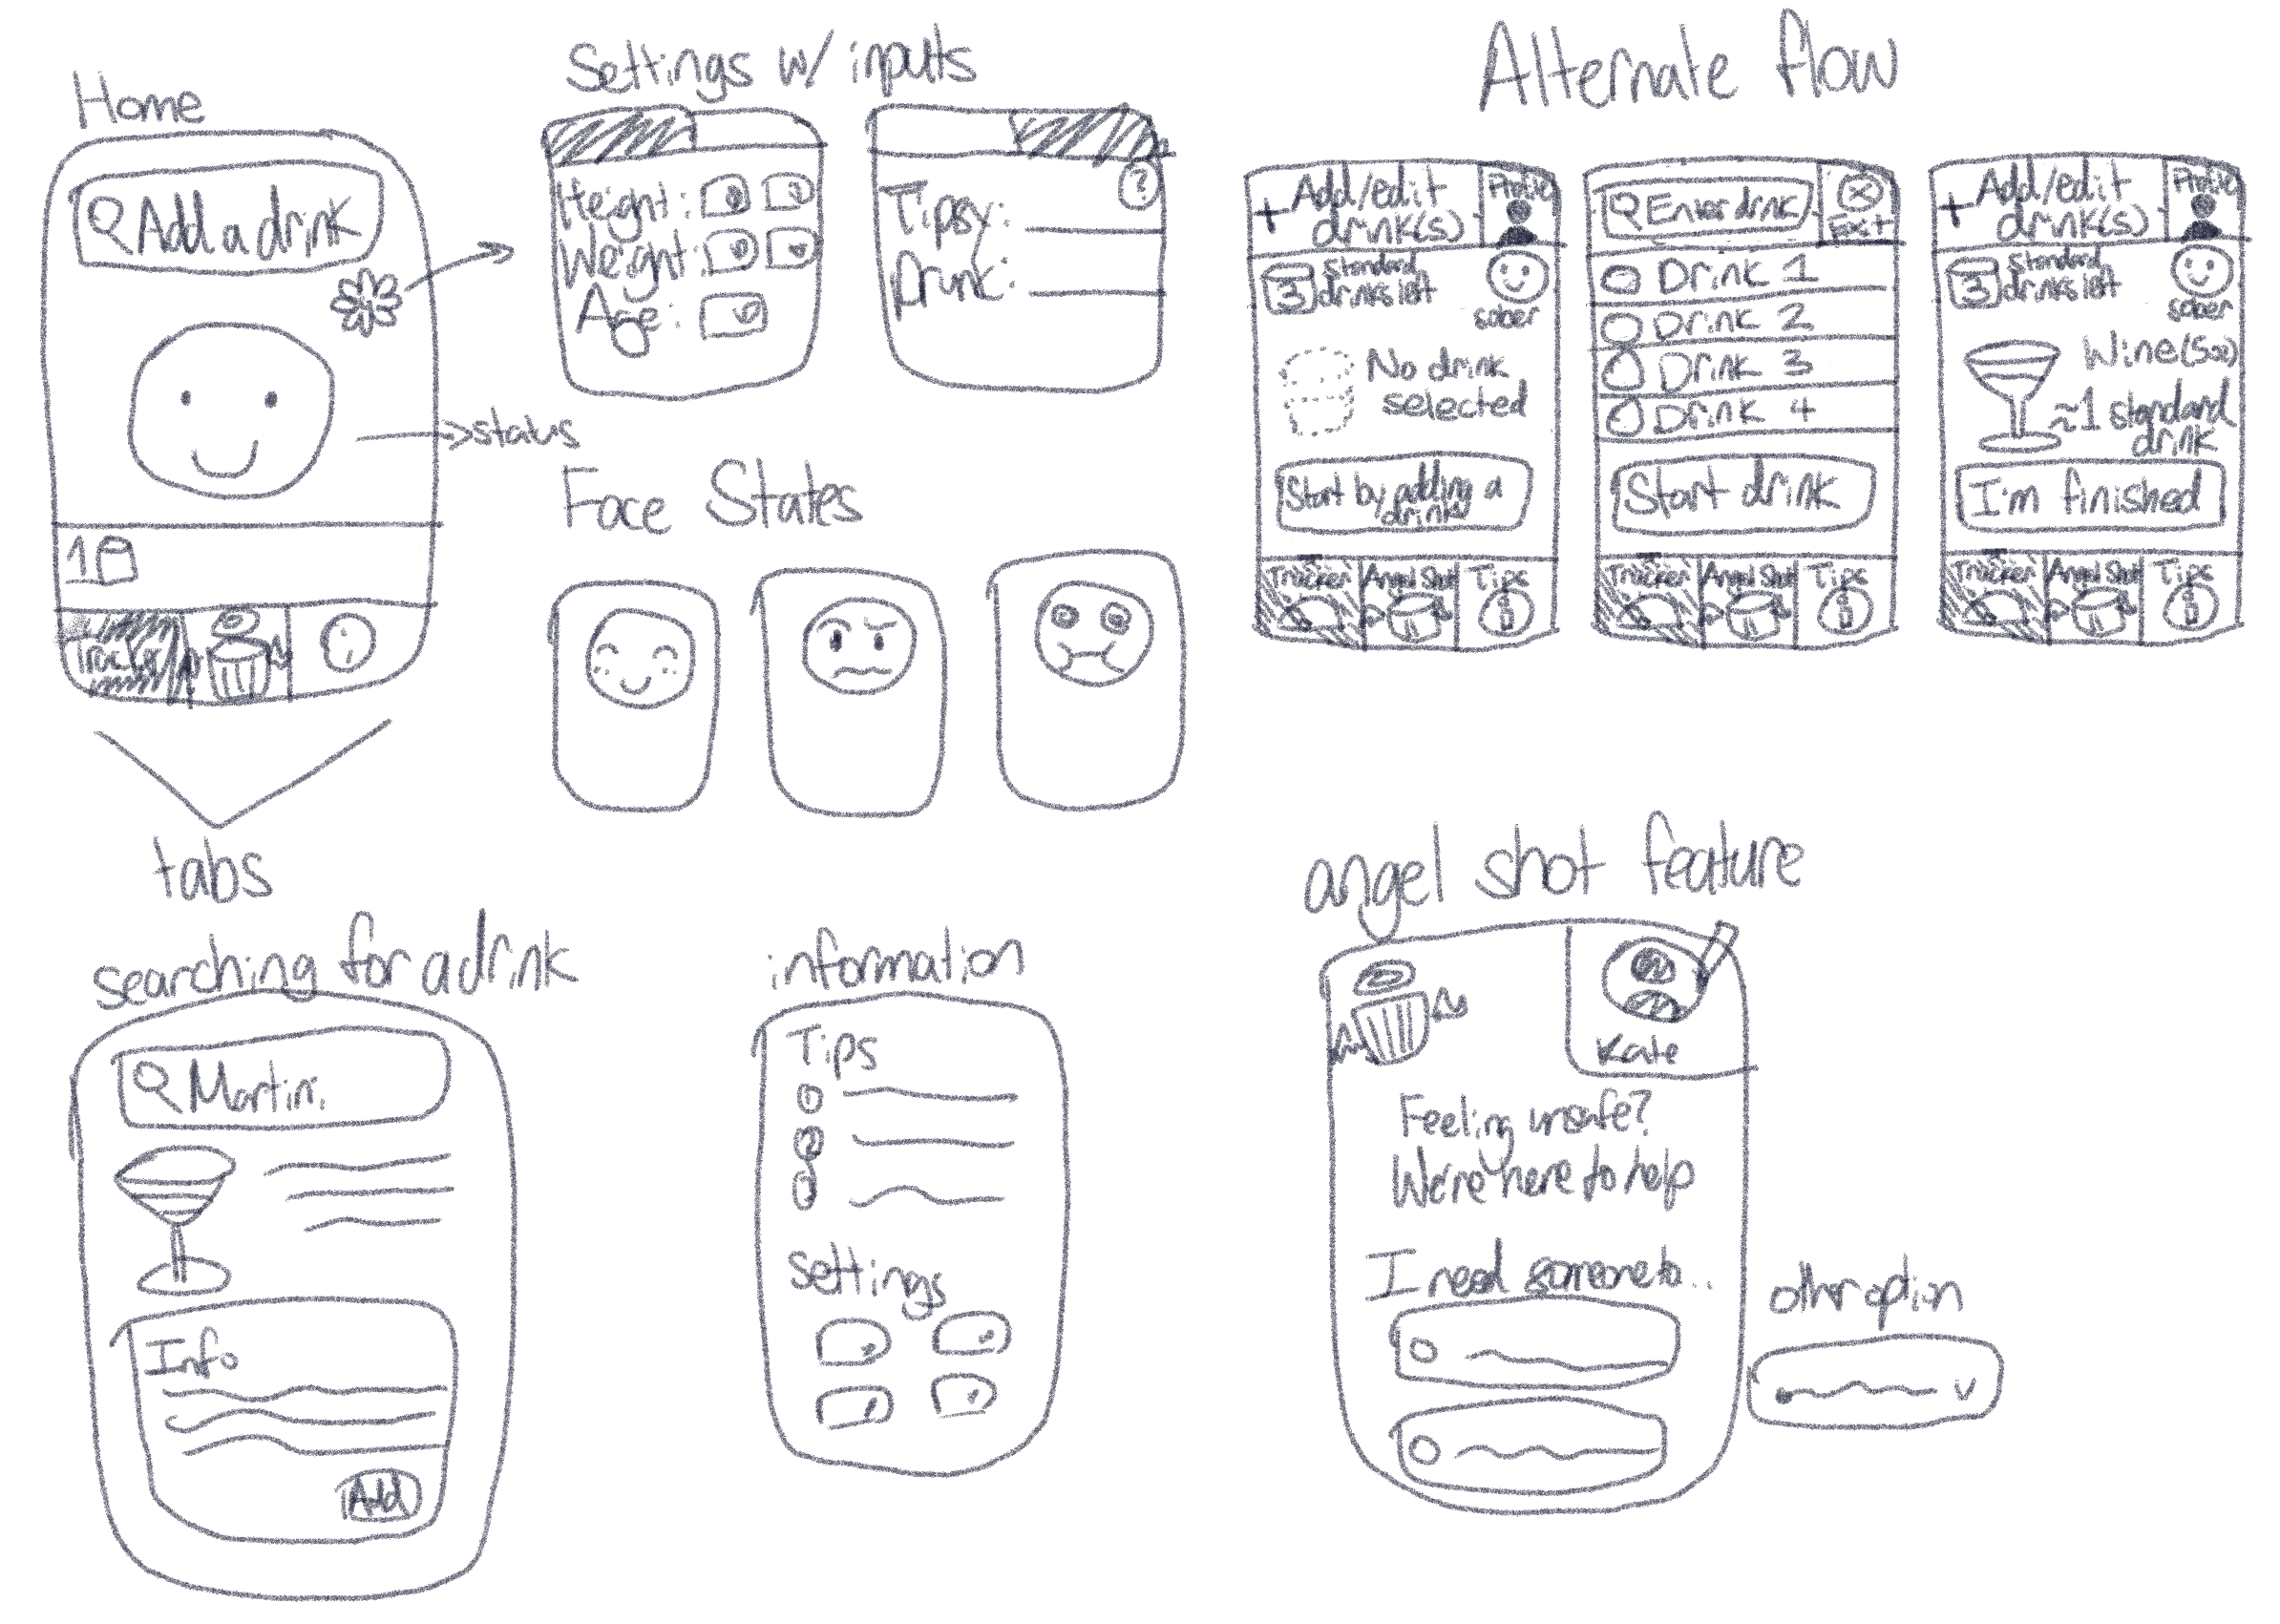 Home
Add a drink
status
1
Tracker
tabs
Settings w/ inputs
Height:
Weight:
Age:
?
Tipsy:
Drunk:
Face States
Alternate flow
+ Add/edit
drink(s)
Profile
3 standard
drinks left
sober
No drink
selected
Start by adding a
drink
Tracker
Angel Shot
Tips
Enter drink
Exit
Drink 1
Drink 2
Drink 3
Drink 4
Start drink
Tracker
Angel Shot
Tips
+ Add/edit
drink(s)
Profile
3 standard
drinks left
sober
≈1 standard
drink
I'm finished
Tracker
Angel Shot
Tips
searching for a drink
Martini
Info
Add
information
Tips
Settings
angel shot feature
Kate
Feeling unsafe?
We're here to help
I need someone to...
other option